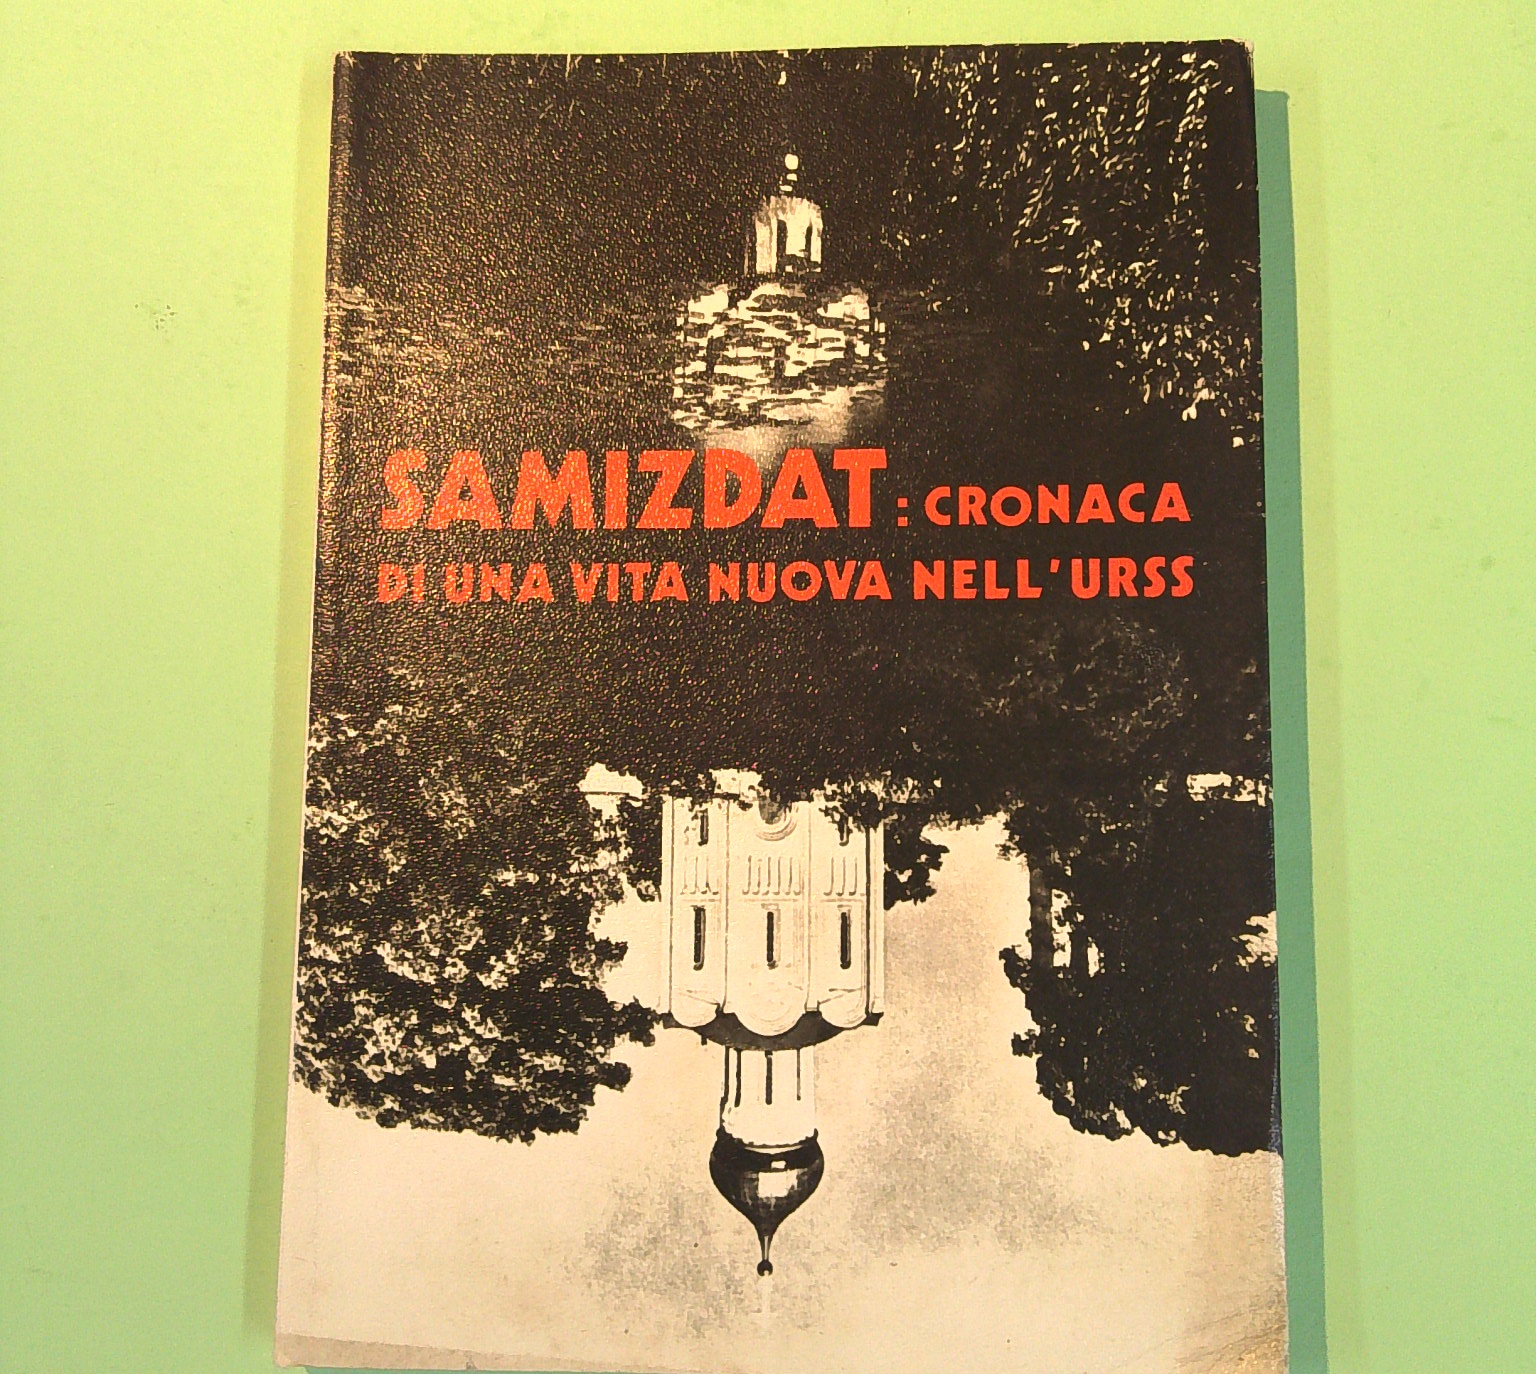 SAMIZDAT: CRONACA
DI UNA VITA NUOVA NELL'URSS